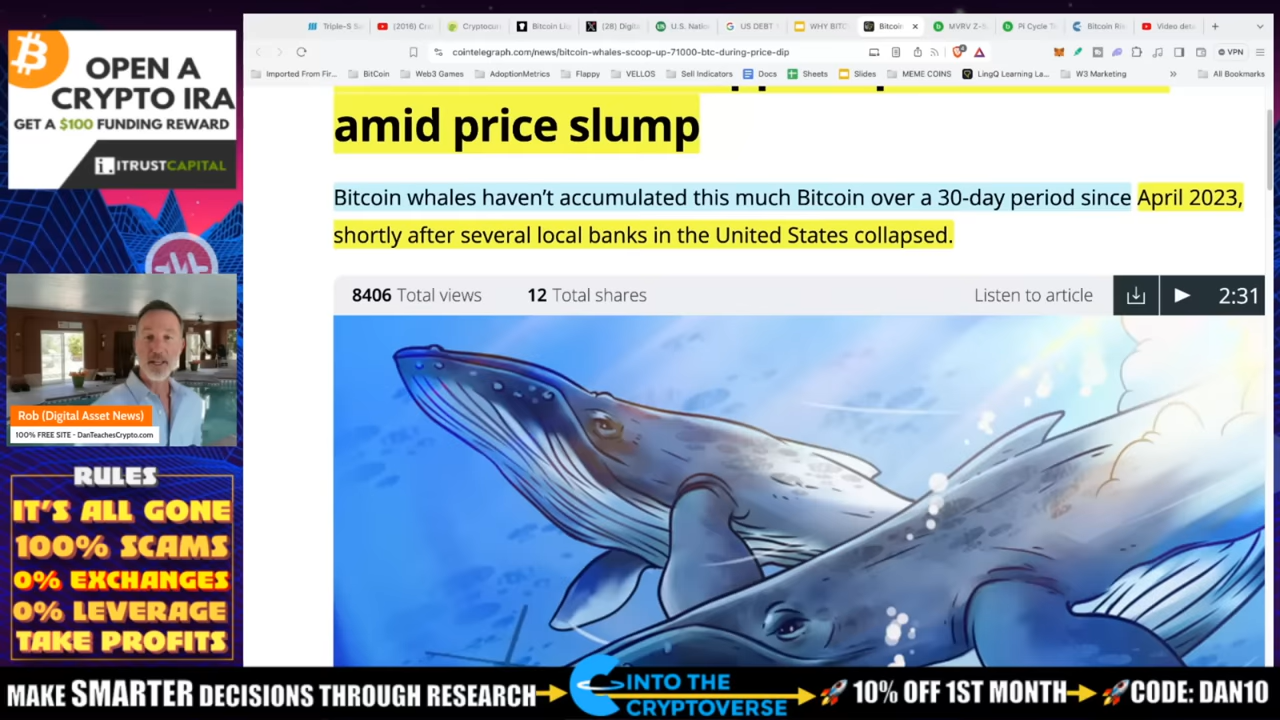 OPEN A
CRYPTO IRA
GET A $100 FUNDING REWARD
ITRUSTCAPITAL
Rob (Digital Asset News)
100% FREE SITE - DanTeachesCrypto.com
RULES
IT'S ALL GONE
100% SCAMS
0% EXCHANGES
0% LEVERAGE
TAKE PROFITS
Triple-S (2016) Cryptocur Bitcoin (28) Digit U.S. Natio US DEBT WHY BITC Bitcoin MVRV Z-S Pi Cycle T Bitcoin Video
cointelegraph.com/news/bitcoin-whales-scoop-up-71000-btc-during-price-dip
VPN
Imported From Fir... BitCoin Web3 Games AdoptionMetrics Flappy VELLOS Sell Indicators Docs Sheets Slides MEME COINS LingQ Learning La... W3 Marketing » All Bookmarks
amid price slump
Bitcoin whales haven't accumulated this much Bitcoin over a 30-day period since April 2023,
shortly after several local banks in the United States collapsed.
8406 Total views 12 Total shares Listen to article 2:31
MAKE SMARTER DECISIONS THROUGH RESEARCH INTO THE CRYPTOVERSE 10% OFF 1ST MONTH CODE: DAN10